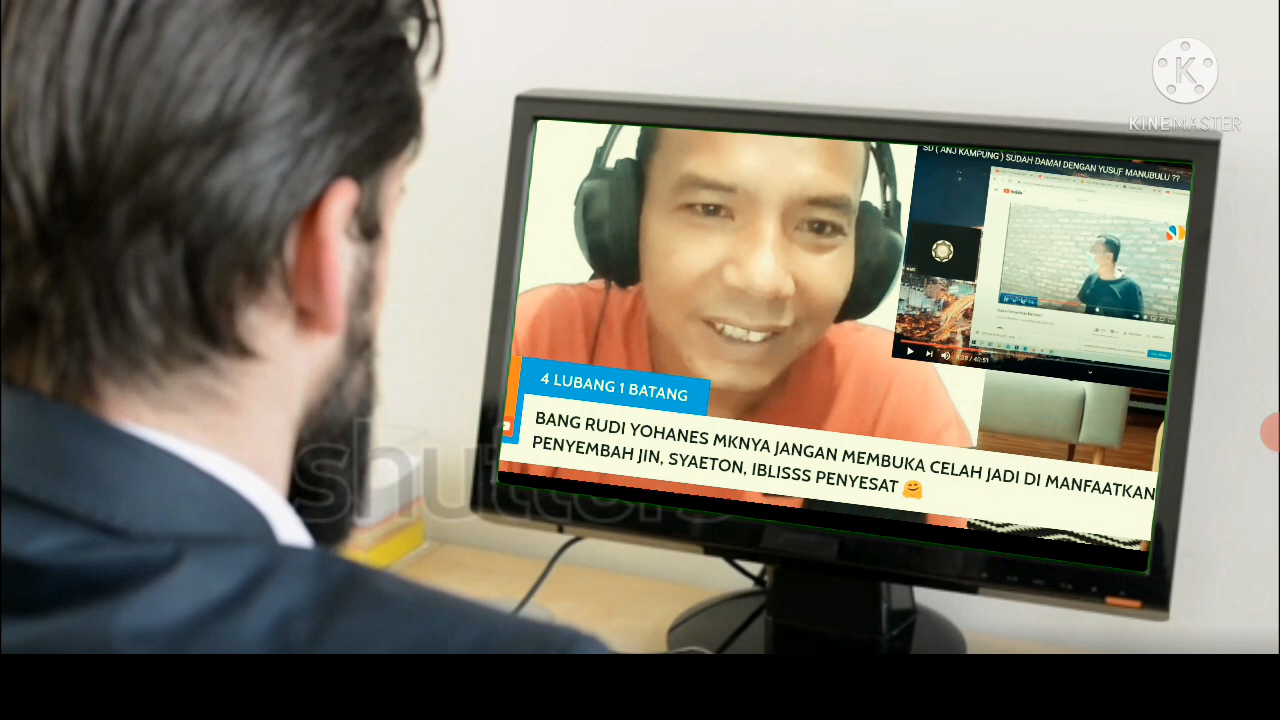 KINEMASTER
SD ( ANJ KAMPUNG ) SUDAH DAMAI DENGAN YUSUF MANUBULU ??
4 LUBANG 1 BATANG
BANG RUDI YOHANES MKNYA JANGAN MEMBUKA CELAH JADI DI MANFAATKAN
PENYEMBAH JIN, SYAETON, IBLISSS PENYESAT 🤗
shutters